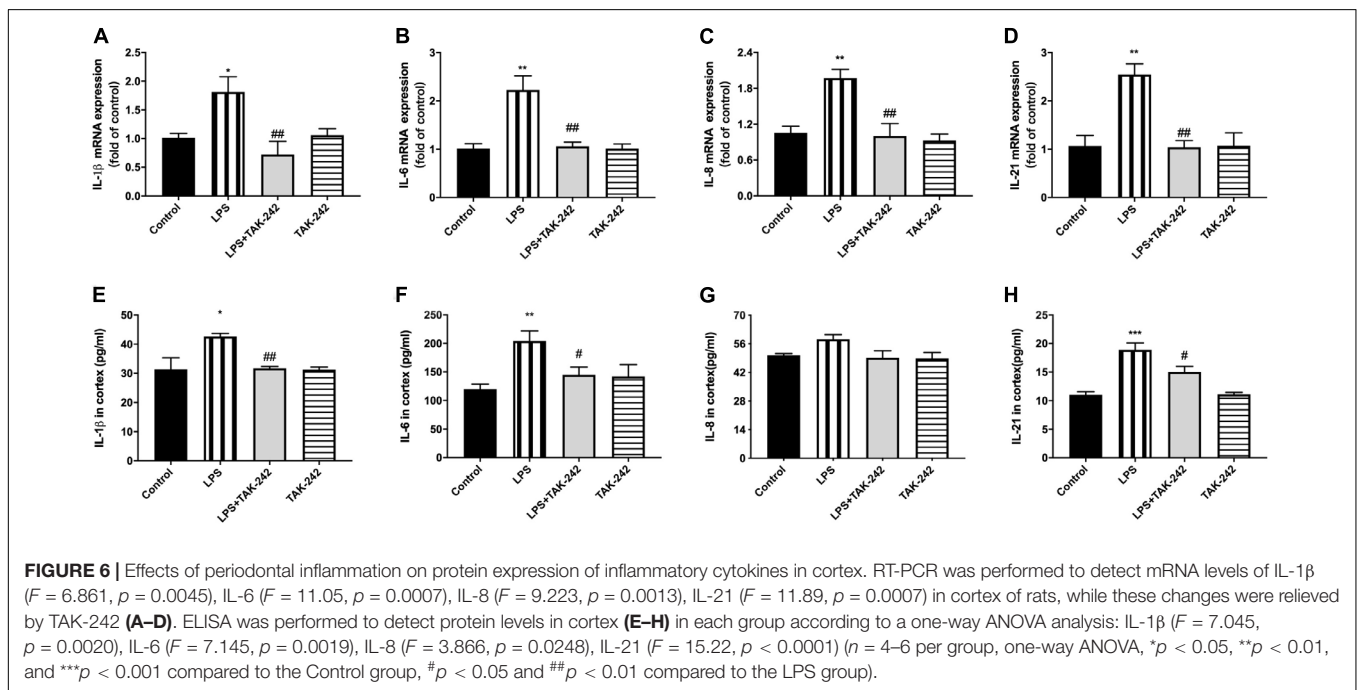 A
IL-1β mRNA expression
(fold of control)
2.5
2.0
1.5
1.0
0.5
0.0
*
##
Control
LPS
LPS+TAK-242
TAK-242
B
IL-6 mRNA expression
(fold of control)
3
2
1
0
**
##
Control
LPS
LPS+TAK-242
TAK-242
C
IL-8 mRNA expression
(fold of control)
2.4
1.8
1.2
0.6
0.0
**
##
Control
LPS
LPS+TAK-242
TAK-242
D
IL-21 mRNA expression
(fold of control)
3
2
1
0
**
##
Control
LPS
LPS+TAK-242
TAK-242
E
IL-1β in cortex (pg/ml)
50
40
30
20
10
0
*
##
Control
LPS
LPS+TAK-242
TAK-242
F
IL-6 in cortex (pg/ml)
250
200
150
100
50
0
**
#
Control
LPS
LPS+TAK-242
TAK-242
G
IL-8 in cortex(pg/ml)
70
56
42
28
14
0
Control
LPS
LPS+TAK-242
TAK-242
H
IL-21 in cortex(pg/ml)
25
20
15
10
5
0
***
#
Control
LPS
LPS+TAK-242
TAK-242
FIGURE 6 | Effects of periodontal inflammation on protein expression of inflammatory cytokines in cortex. RT-PCR was performed to detect mRNA levels of IL-1β
(F = 6.861, p = 0.0045), IL-6 (F = 11.05, p = 0.0007), IL-8 (F = 9.223, p = 0.0013), IL-21 (F = 11.89, p = 0.0007) in cortex of rats, while these changes were relieved
by TAK-242 (A–D). ELISA was performed to detect protein levels in cortex (E–H) in each group according to a one-way ANOVA analysis: IL-1β (F = 7.045,
p = 0.0020), IL-6 (F = 7.145, p = 0.0019), IL-8 (F = 3.866, p = 0.0248), IL-21 (F = 15.22, p < 0.0001) (n = 4–6 per group, one-way ANOVA, *p < 0.05, **p < 0.01,
and ***p < 0.001 compared to the Control group, #p < 0.05 and ##p < 0.01 compared to the LPS group).